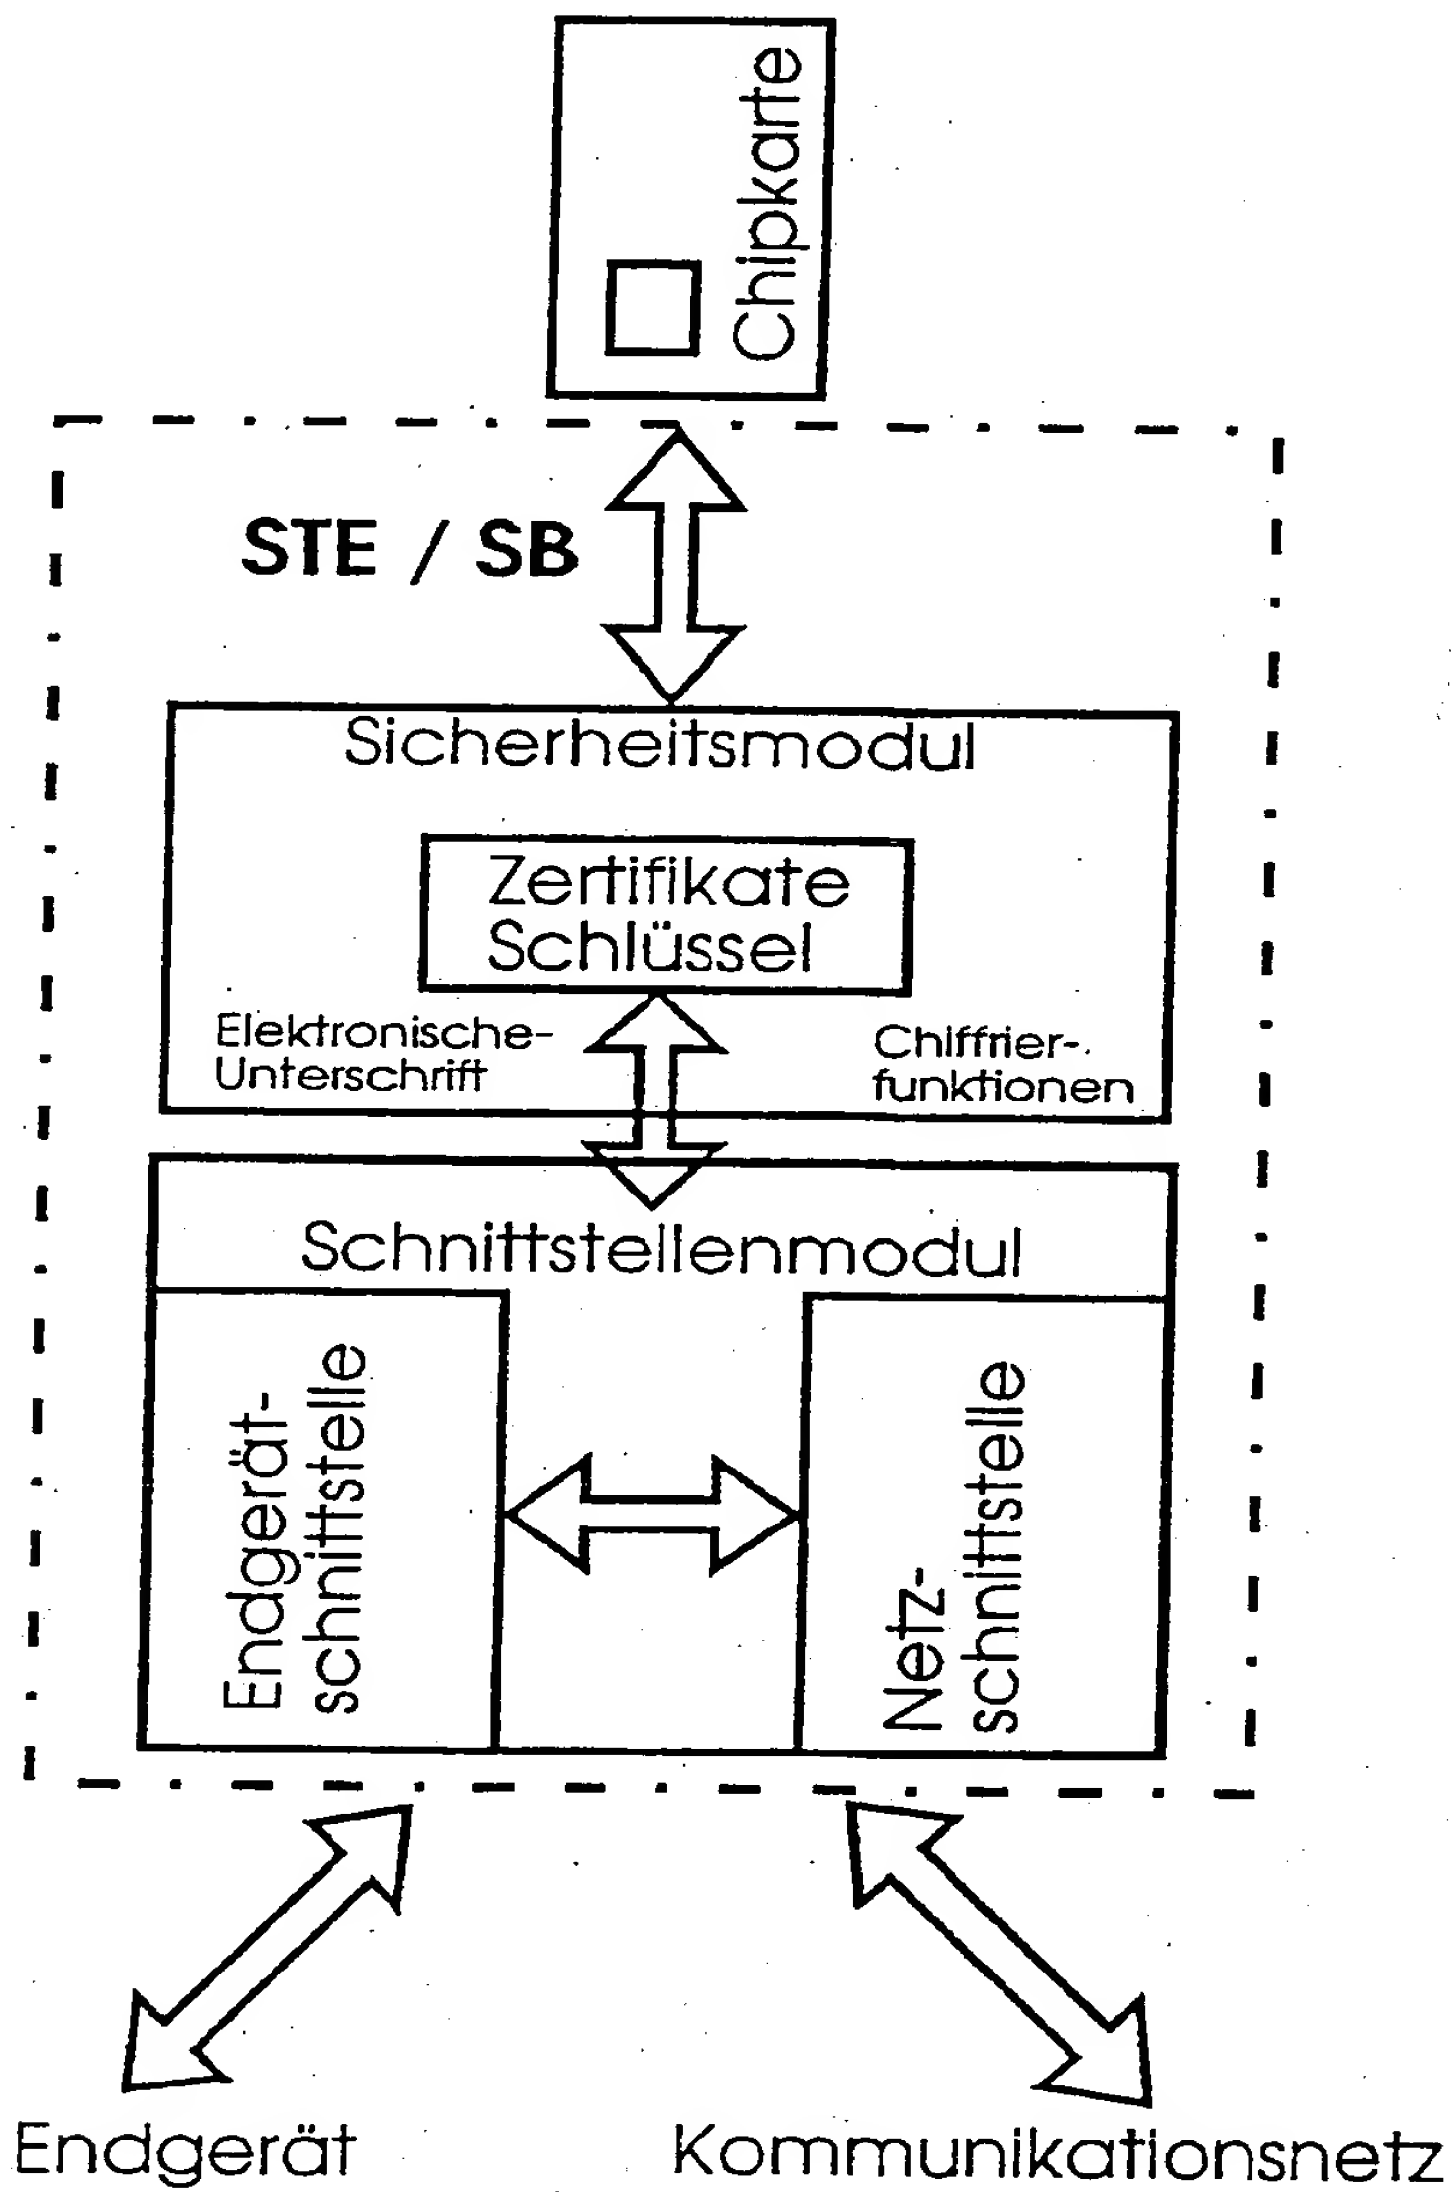 Chipkarte
STE / SB
Sicherheitsmodul
Zertifikate
Schlüssel
Elektronische-
Unterschrift
Chiffrier-
funktionen
Schnittstellenmodul
Endgerät-
schnittstelle
Netz-
schnittstelle
Endgerät
Kommunikationsnetz